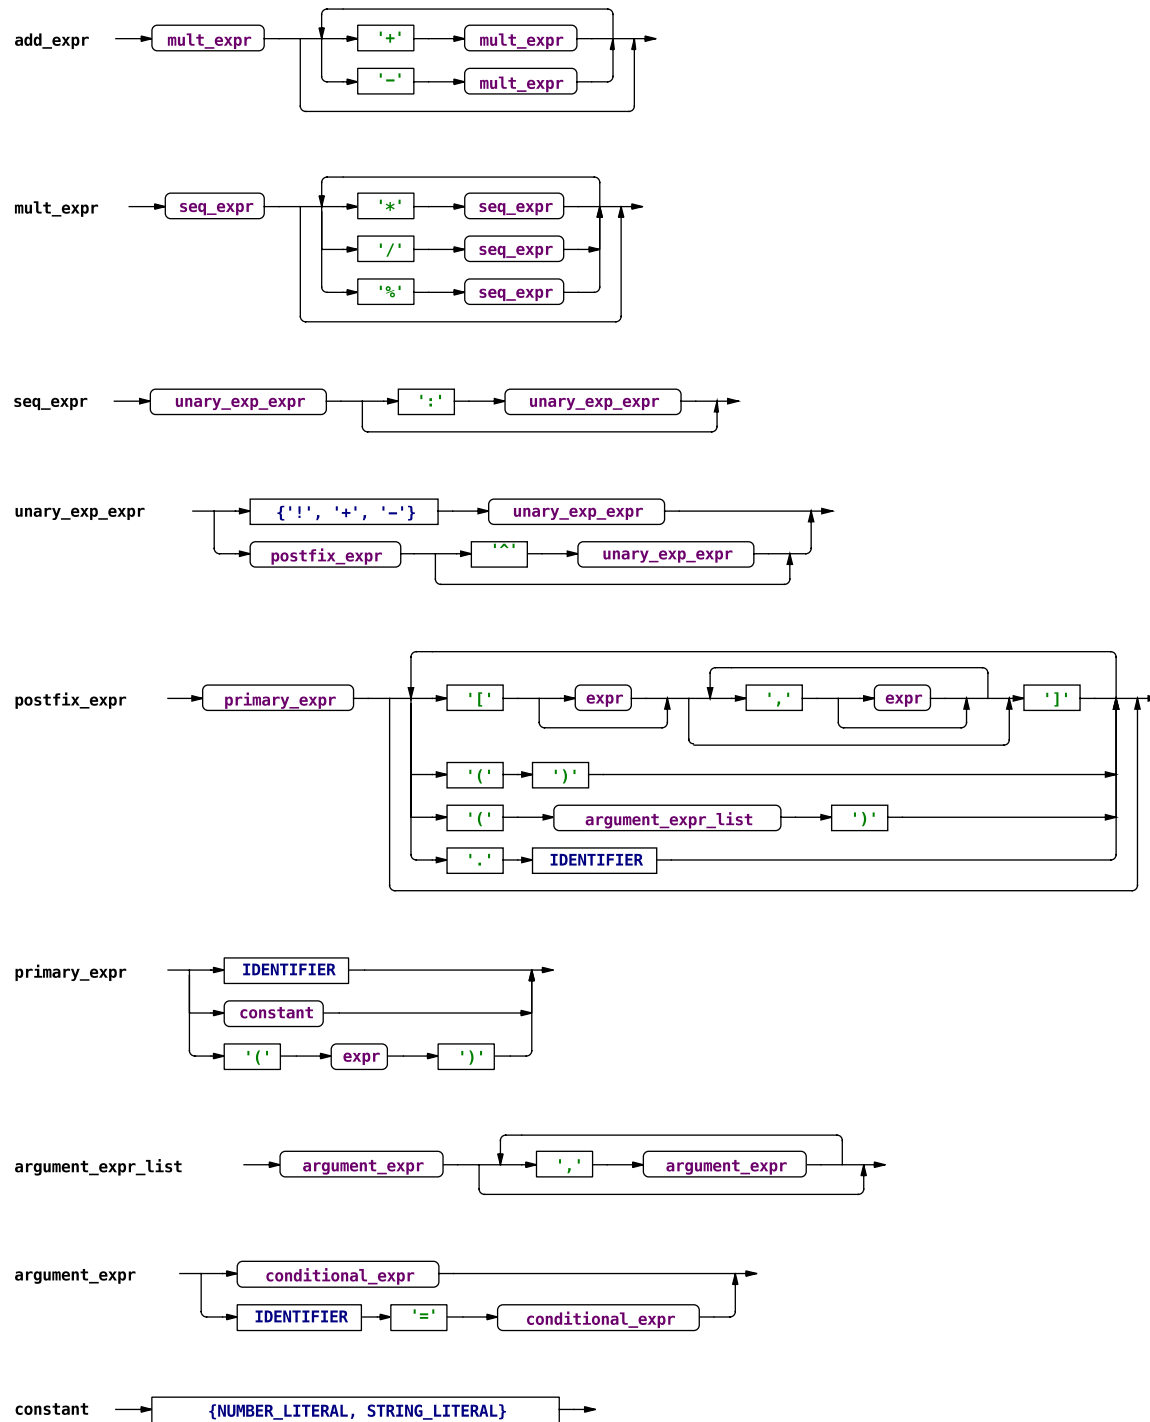 add_expr mult_expr '+' mult_expr
'−' mult_expr
mult_expr seq_expr '*' seq_expr
'/' seq_expr
'%' seq_expr
seq_expr unary_exp_expr ':' unary_exp_expr
unary_exp_expr {'!', '+', '−'} unary_exp_expr
postfix_expr '^' unary_exp_expr
postfix_expr primary_expr '[' expr ',' expr ']'
'(' ')'
'(' argument_expr_list ')'
'.' IDENTIFIER
primary_expr IDENTIFIER
constant
'(' expr ')'
argument_expr_list argument_expr ',' argument_expr
argument_expr conditional_expr
IDENTIFIER '=' conditional_expr
constant {NUMBER_LITERAL, STRING_LITERAL}